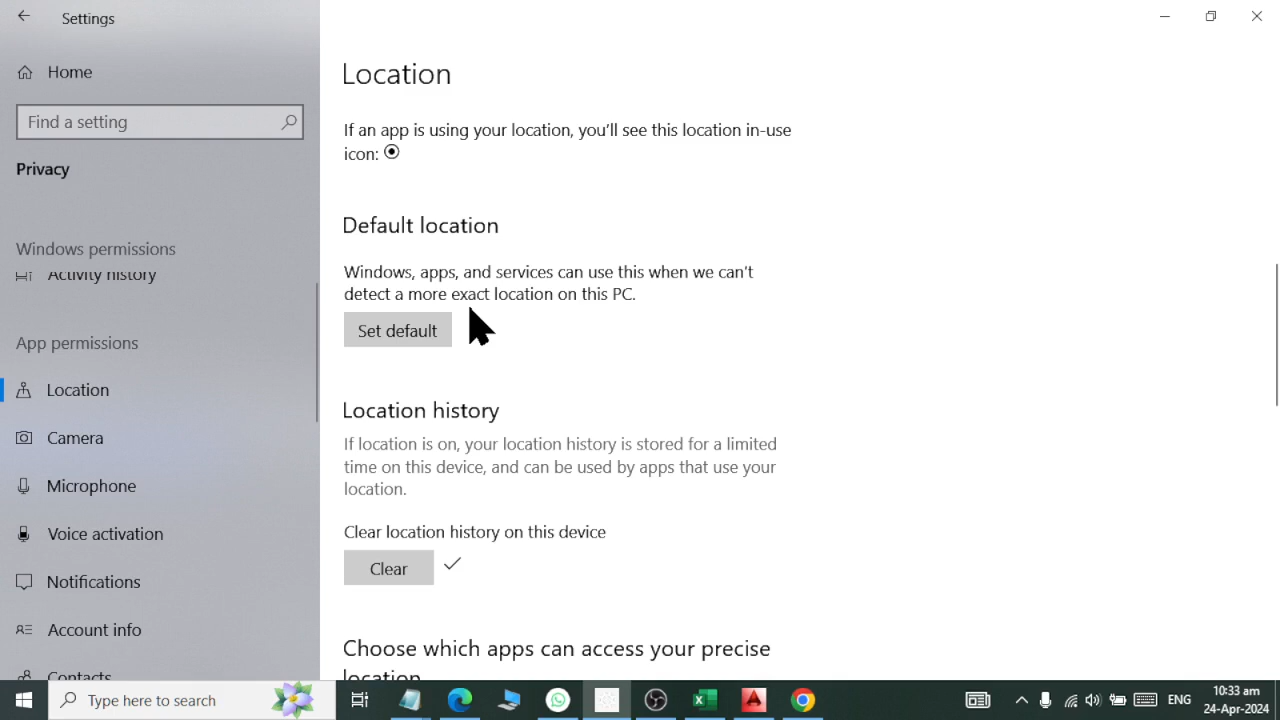 Settings
Home
Find a setting
Privacy
Windows permissions
Activity history
App permissions
Location
Camera
Microphone
Voice activation
Notifications
Account info
Contacts
Location
If an app is using your location, you'll see this location in-use
icon:
Default location
Windows, apps, and services can use this when we can't
detect a more exact location on this PC.
Set default
Location history
If location is on, your location history is stored for a limited
time on this device, and can be used by apps that use your
location.
Clear location history on this device
Clear
Choose which apps can access your precise
location
Type here to search
ENG
10:33 am
24-Apr-2024